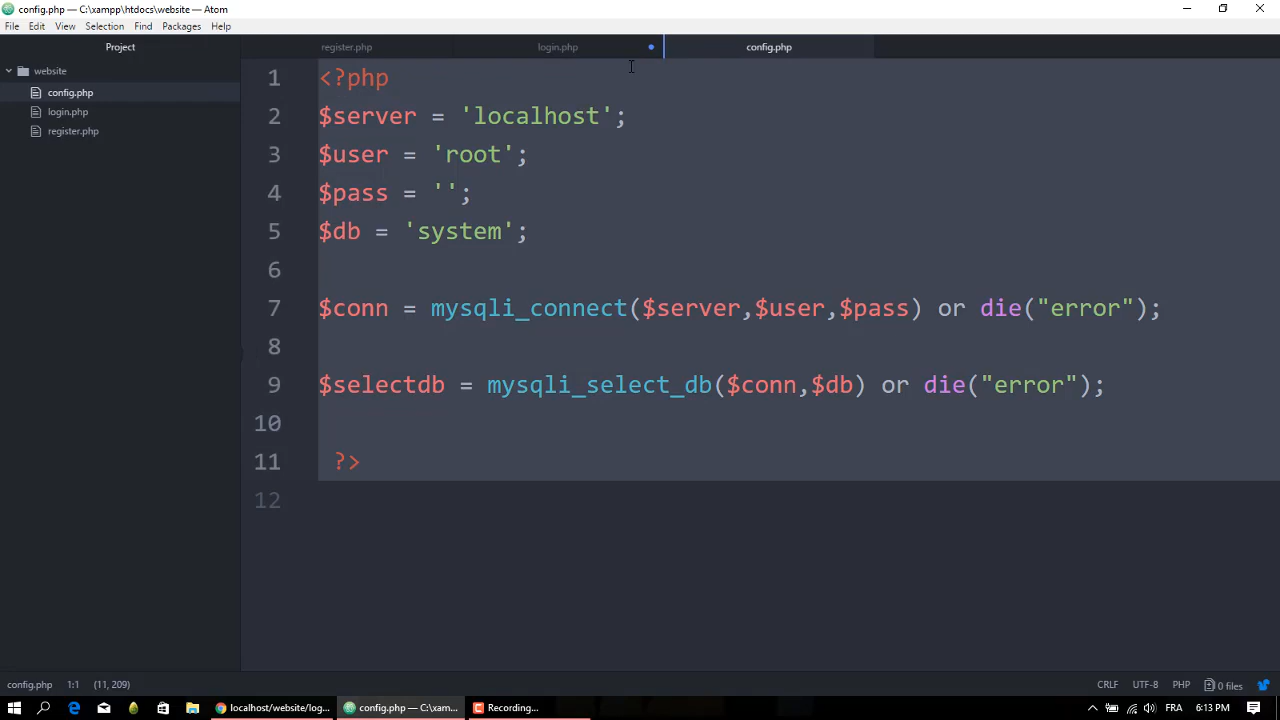 config.php — C:\xampp\htdocs\website — Atom
File Edit View Selection Find Packages Help
Project
register.php login.php config.php
website
config.php
login.php
register.php
1 <?php
2 $server = 'localhost';
3 $user = 'root';
4 $pass = '';
5 $db = 'system';
6
7 $conn = mysqli_connect($server,$user,$pass) or die("error");
8
9 $selectdb = mysqli_select_db($conn,$db) or die("error");
10
11 ?>
12
config.php 1:1 (11, 209) CRLF UTF-8 PHP 0 files
localhost/website/log... config.php — C:\xam... Recording... FRA 6:13 PM